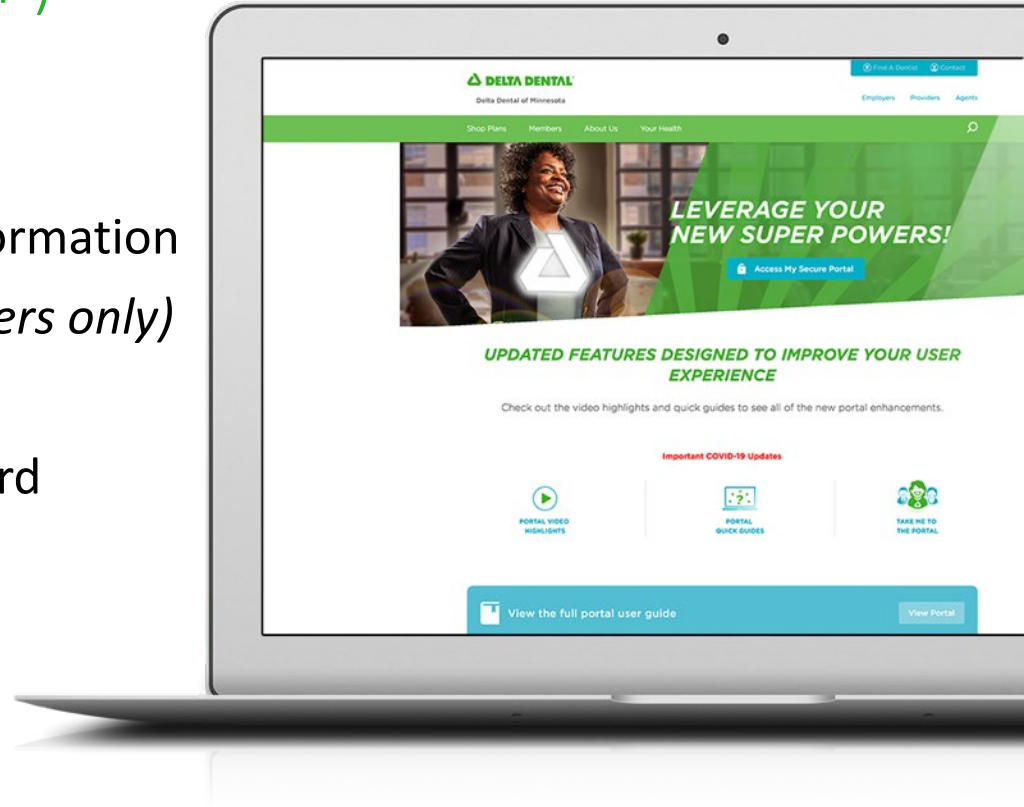 ormation
ers only)
rd
Find A Dentist Contact
DELTA DENTAL
Delta Dental of Minnesota
Employers Providers Agents
Shop Plans Members About Us Your Health
LEVERAGE YOUR
NEW SUPER POWERS!
Access My Secure Portal
UPDATED FEATURES DESIGNED TO IMPROVE YOUR USER
EXPERIENCE
Check out the video highlights and quick guides to see all of the new portal enhancements.
Important COVID-19 Updates
PORTAL VIDEO
HIGHLIGHTS
PORTAL
QUICK GUIDES
TAKE ME TO
THE PORTAL
View the full portal user guide
View Portal